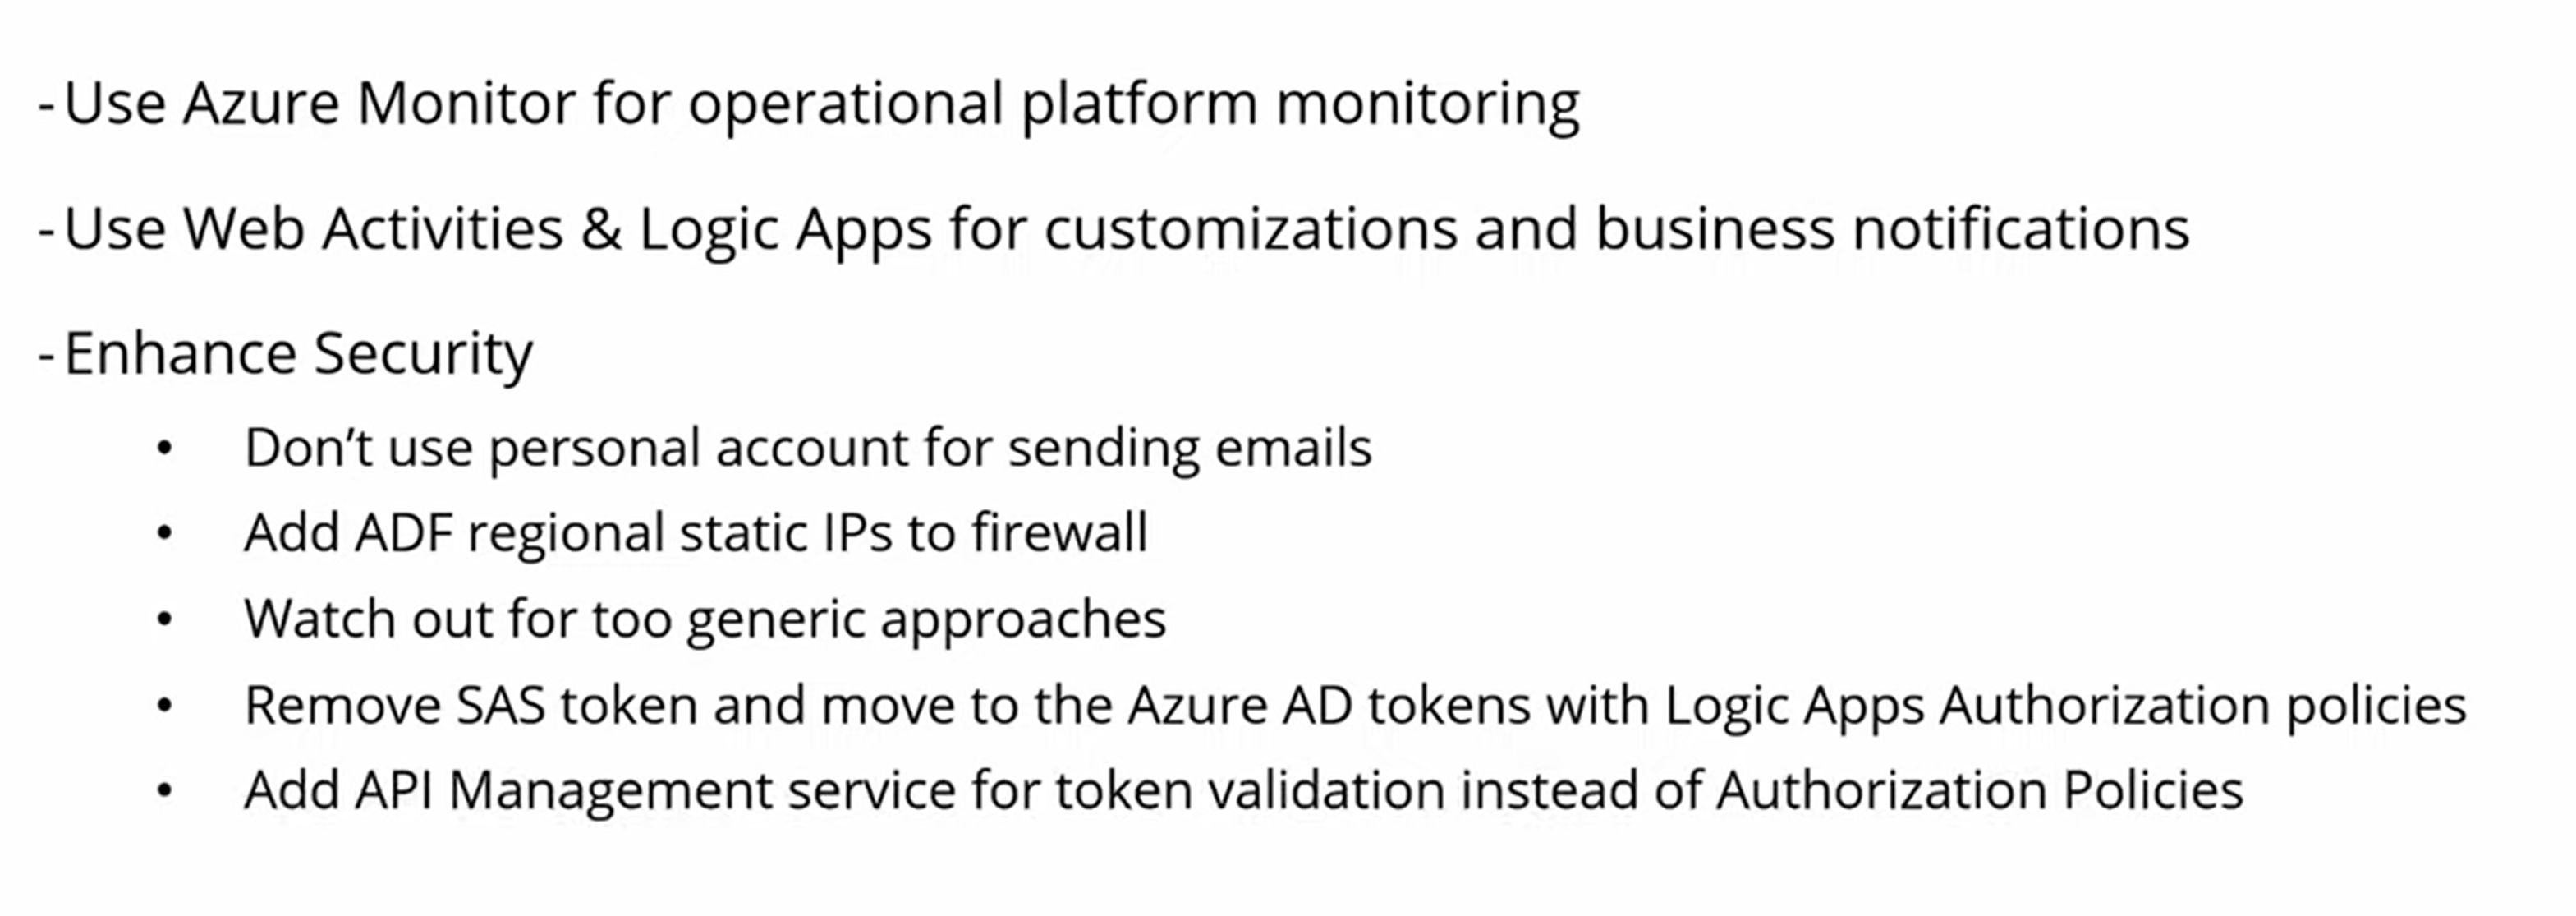 - Use Azure Monitor for operational platform monitoring
- Use Web Activities & Logic Apps for customizations and business notifications
- Enhance Security
• Don’t use personal account for sending emails
• Add ADF regional static IPs to firewall
• Watch out for too generic approaches
• Remove SAS token and move to the Azure AD tokens with Logic Apps Authorization policies
• Add API Management service for token validation instead of Authorization Policies